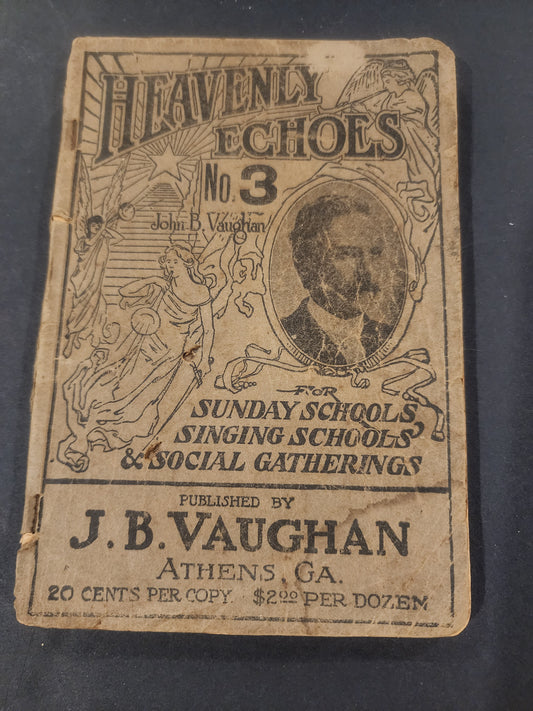 HEAVENLY
ECHOES
No. 3
John B. Vaughan
FOR
SUNDAY SCHOOLS,
SINGING SCHOOLS
& SOCIAL GATHERINGS
PUBLISHED BY
J. B. VAUGHAN
ATHENS, GA.
20 CENTS PER COPY. $2.00 PER DOZEN